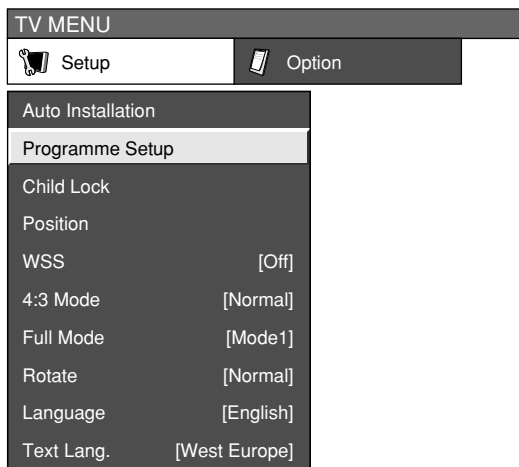 TV MENU
Setup Option
Auto Installation
Programme Setup
Child Lock
Position
WSS [Off]
4:3 Mode [Normal]
Full Mode [Mode1]
Rotate [Normal]
Language [English]
Text Lang. [West Europe]